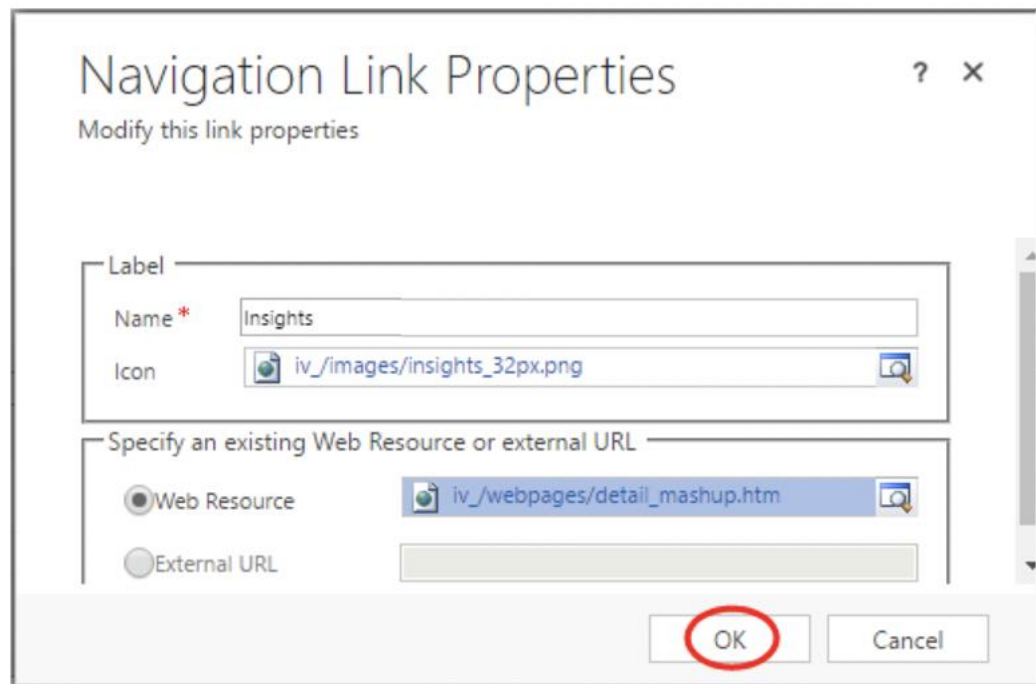 Navigation Link Properties ? ×
Modify this link properties
Label
Name * Insights
Icon iv_/images/insights_32px.png
Specify an existing Web Resource or external URL
Web Resource iv_/webpages/detail_mashup.htm
External URL
OK Cancel